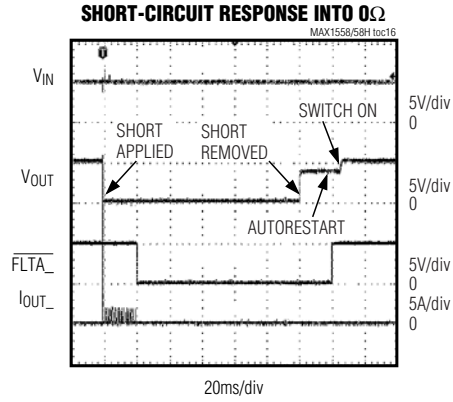 SHORT-CIRCUIT RESPONSE INTO 0Ω
MAX1558/58H toc16
T
VIN
5V/div
0
SWITCH ON
SHORT
APPLIED
SHORT
REMOVED
VOUT
5V/div
0
AUTORESTART
FLTA_
5V/div
0
IOUT_
5A/div
0
20ms/div